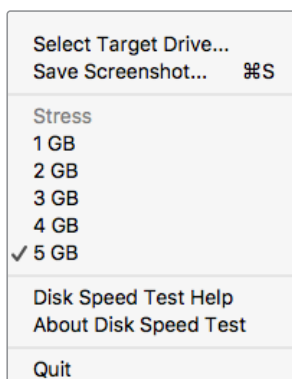 Select Target Drive...
Save Screenshot... ⌘S
Stress
1 GB
2 GB
3 GB
4 GB
✓ 5 GB
Disk Speed Test Help
About Disk Speed Test
Quit